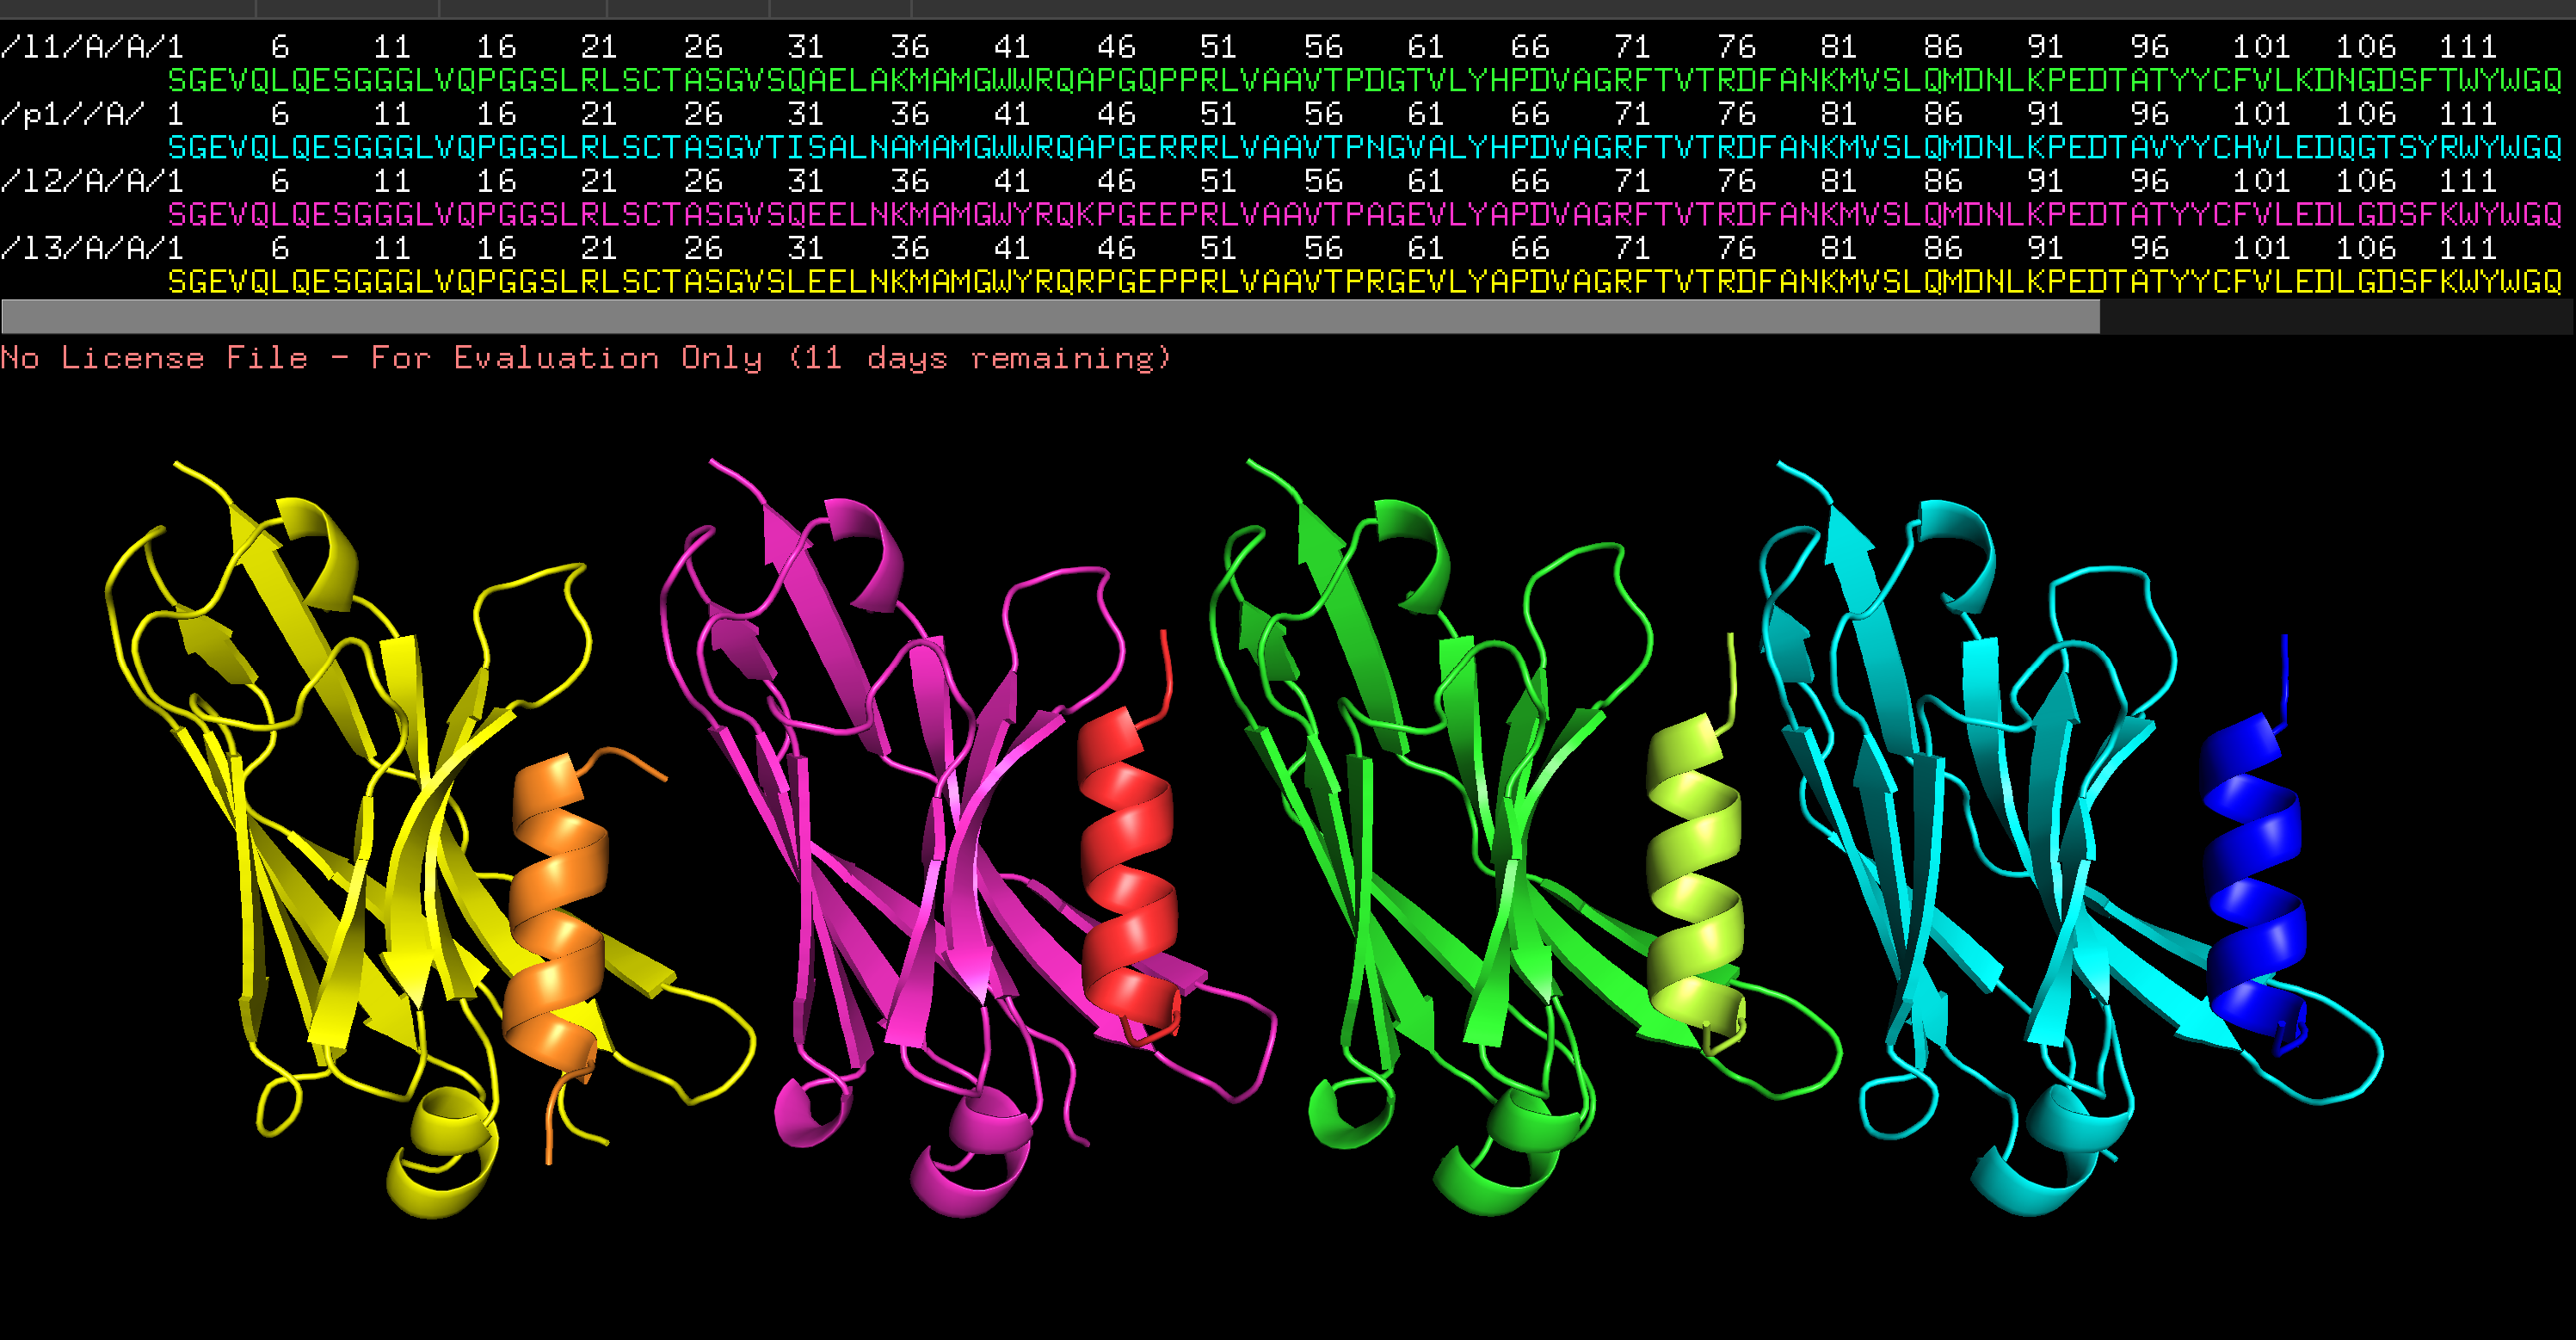 /l1/A/A/1 6 11 16 21 26 31 36 41 46 51 56 61 66 71 76 81 86 91 96 101 106 111
SGEVQLQESGGGLVQPGGSLRLSCTASGVSQAELAKMAMGWWRQAPGQPPRLVAAVTPDGTVLYHPDVAGRFTVTRDFANKMVSLQMDNLKPEDTATYYCFVLKDNGDSFTWYWGQ
/p1//A/ 1 6 11 16 21 26 31 36 41 46 51 56 61 66 71 76 81 86 91 96 101 106 111
SGEVQLQESGGGLVQPGGSLRLSCTASGVTISALNAMAMGWWRQAPGERRRLVAAVTPNGVALYHPDVAGRFTVTRDFANKMVSLQMDNLKPEDTAVYYCHVLEDQGTSYRWYWGQ
/l2/A/A/1 6 11 16 21 26 31 36 41 46 51 56 61 66 71 76 81 86 91 96 101 106 111
SGEVQLQESGGGLVQPGGSLRLSCTASGVSQEELNKMAMGWYRQKPGEEPRLVAAVTPAGEVLYAPDVAGRFTVTRDFANKMVSLQMDNLKPEDTATYYCFVLEDLGDSFKWYWGQ
/l3/A/A/1 6 11 16 21 26 31 36 41 46 51 56 61 66 71 76 81 86 91 96 101 106 111
SGEVQLQESGGGLVQPGGSLRLSCTASGVSLEELNKMAMGWYRQRPGEPPRLVAAVTPRGEVLYAPDVAGRFTVTRDFANKMVSLQMDNLKPEDTATYYCFVLEDLGDSFKWYWGQ
No License File - For Evaluation Only (11 days remaining)